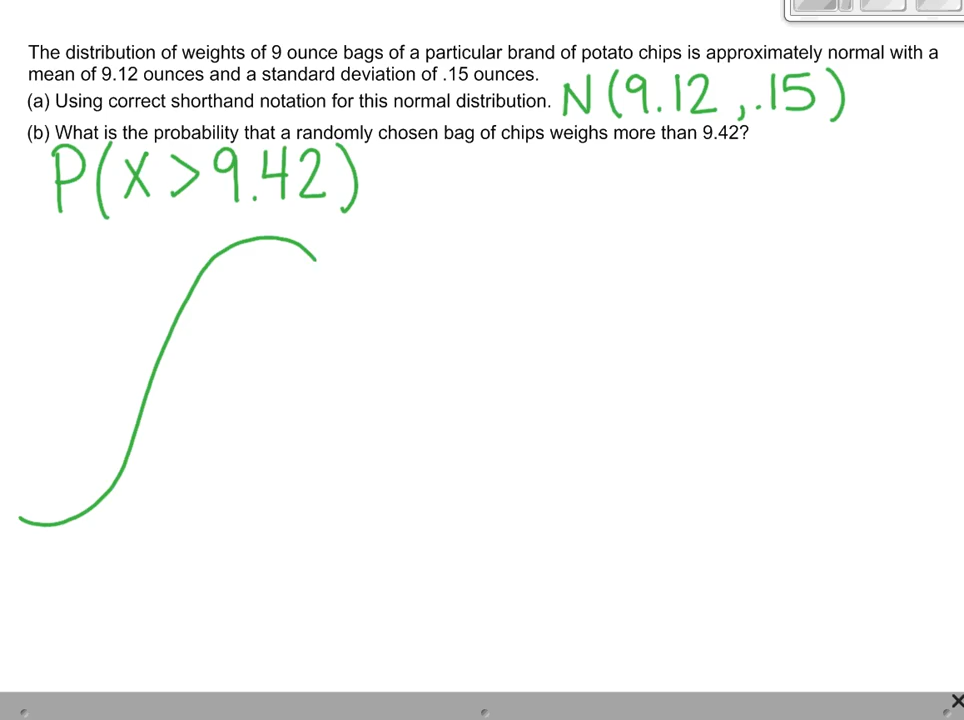 The distribution of weights of 9 ounce bags of a particular brand of potato chips is approximately normal with a
mean of 9.12 ounces and a standard deviation of .15 ounces.
(a) Using correct shorthand notation for this normal distribution. N(9.12,.15)
(b) What is the probability that a randomly chosen bag of chips weighs more than 9.42?
P(X>9.42)